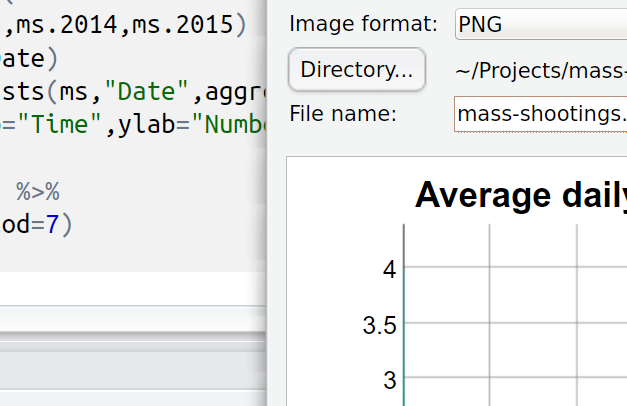 ,ms.2014,ms.2015)
ate)
sts(ms,"Date",aggr
="Time",ylab="Numb
%>%
od=7)
Image format: PNG
Directory... ~/Projects/mass-
File name: mass-shootings.
Average daily
4
3.5
3